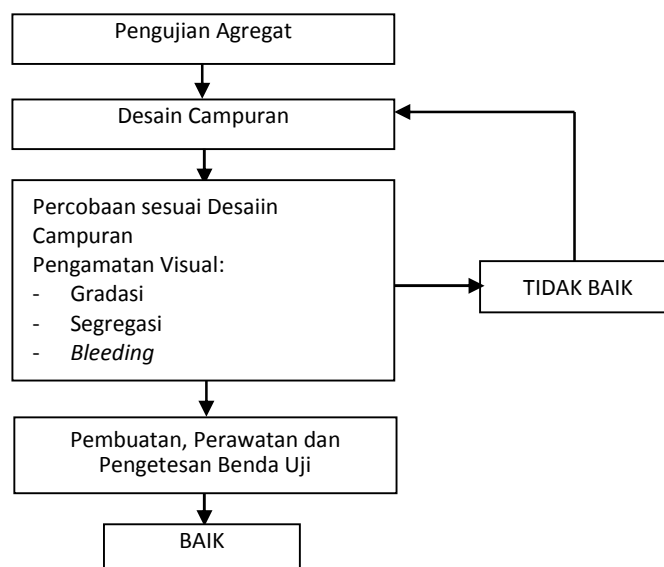 Pengujian Agregat
Desain Campuran
Percobaan sesuai Desaiin
Campuran
Pengamatan Visual:
- Gradasi
- Segregasi
- Bleeding
TIDAK BAIK
Pembuatan, Perawatan dan
Pengetesan Benda Uji
BAIK